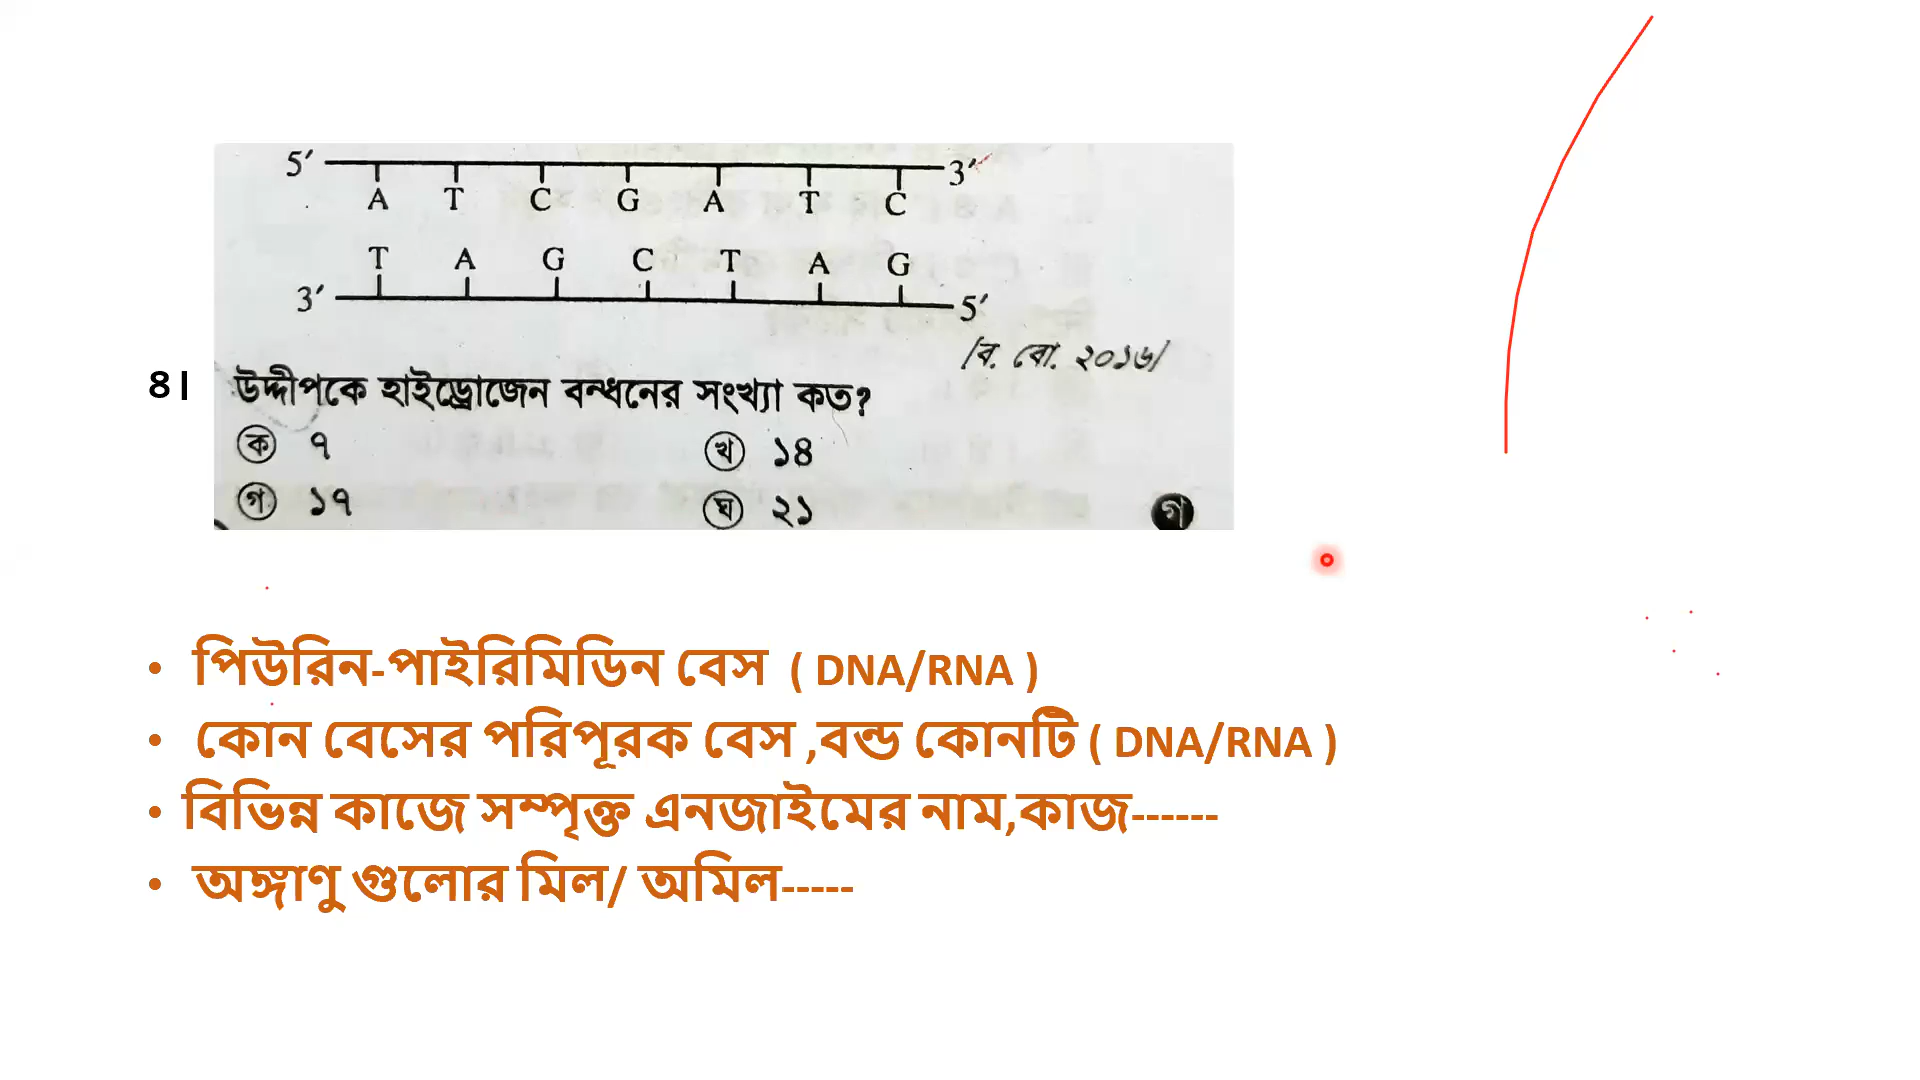 5′ 3′
A T C G A T C
T A G C T A G
3′ 5′
/ব. বো. ২০১৬/
৪। উদ্দীপকে হাইড্রোজেন বন্ধনের সংখ্যা কত?
ক ৭ খ ১৪
গ ১৭ ঘ ২১ গ
• পিউরিন-পাইরিমিডিন বেস ( DNA/RNA )
• কোন বেসের পরিপূরক বেস ,বন্ড কোনটি ( DNA/RNA )
• বিভিন্ন কাজে সম্পৃক্ত এনজাইমের নাম,কাজ------
• অঙ্গাণু গুলোর মিল/ অমিল-----